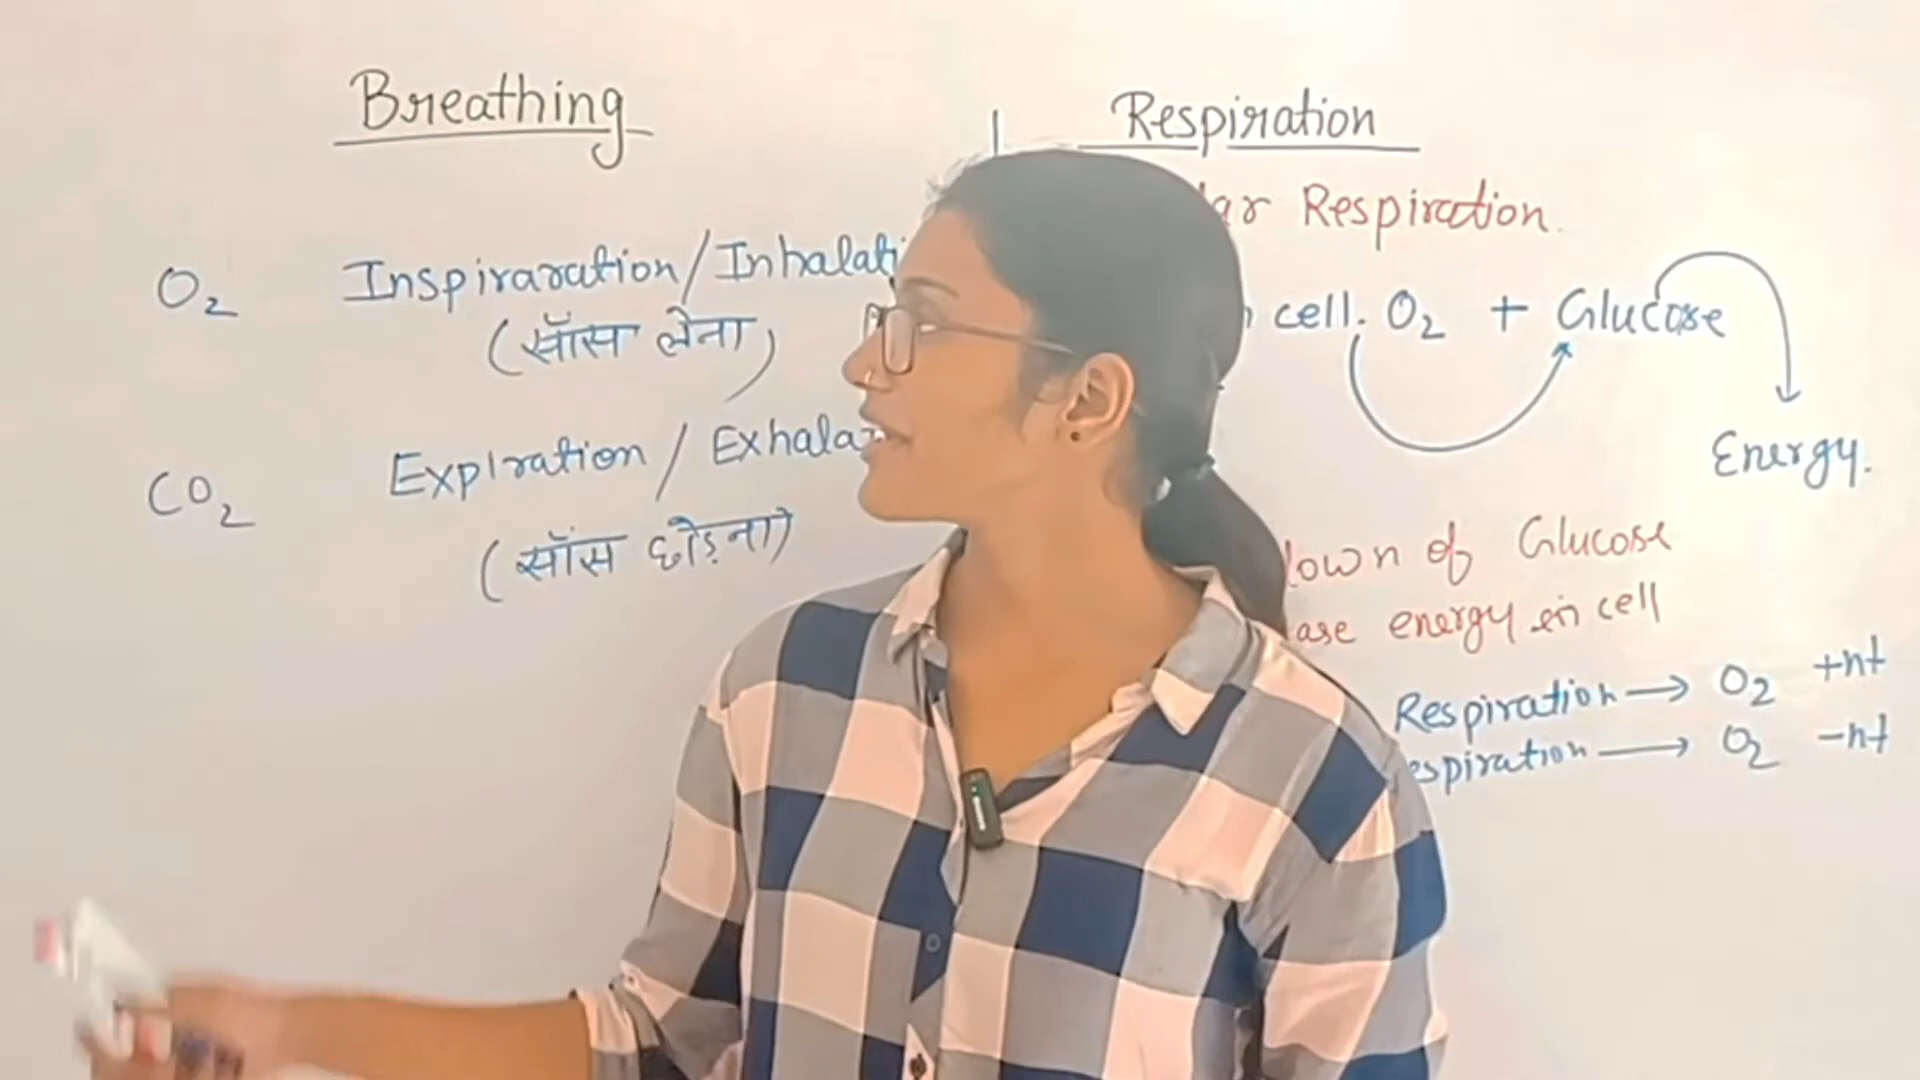 Breathing
O₂ Inspiraration/Inhalati
(साँस लेना)
CO₂ Expiration / Exhala
(साँस छोड़ना)
Respiration
ar Respiration.
cell. O₂ + Glucose
Energy.
down of Glucose
ase energy in cell
Respiration → O₂ +nt
espiration → O₂ -nt